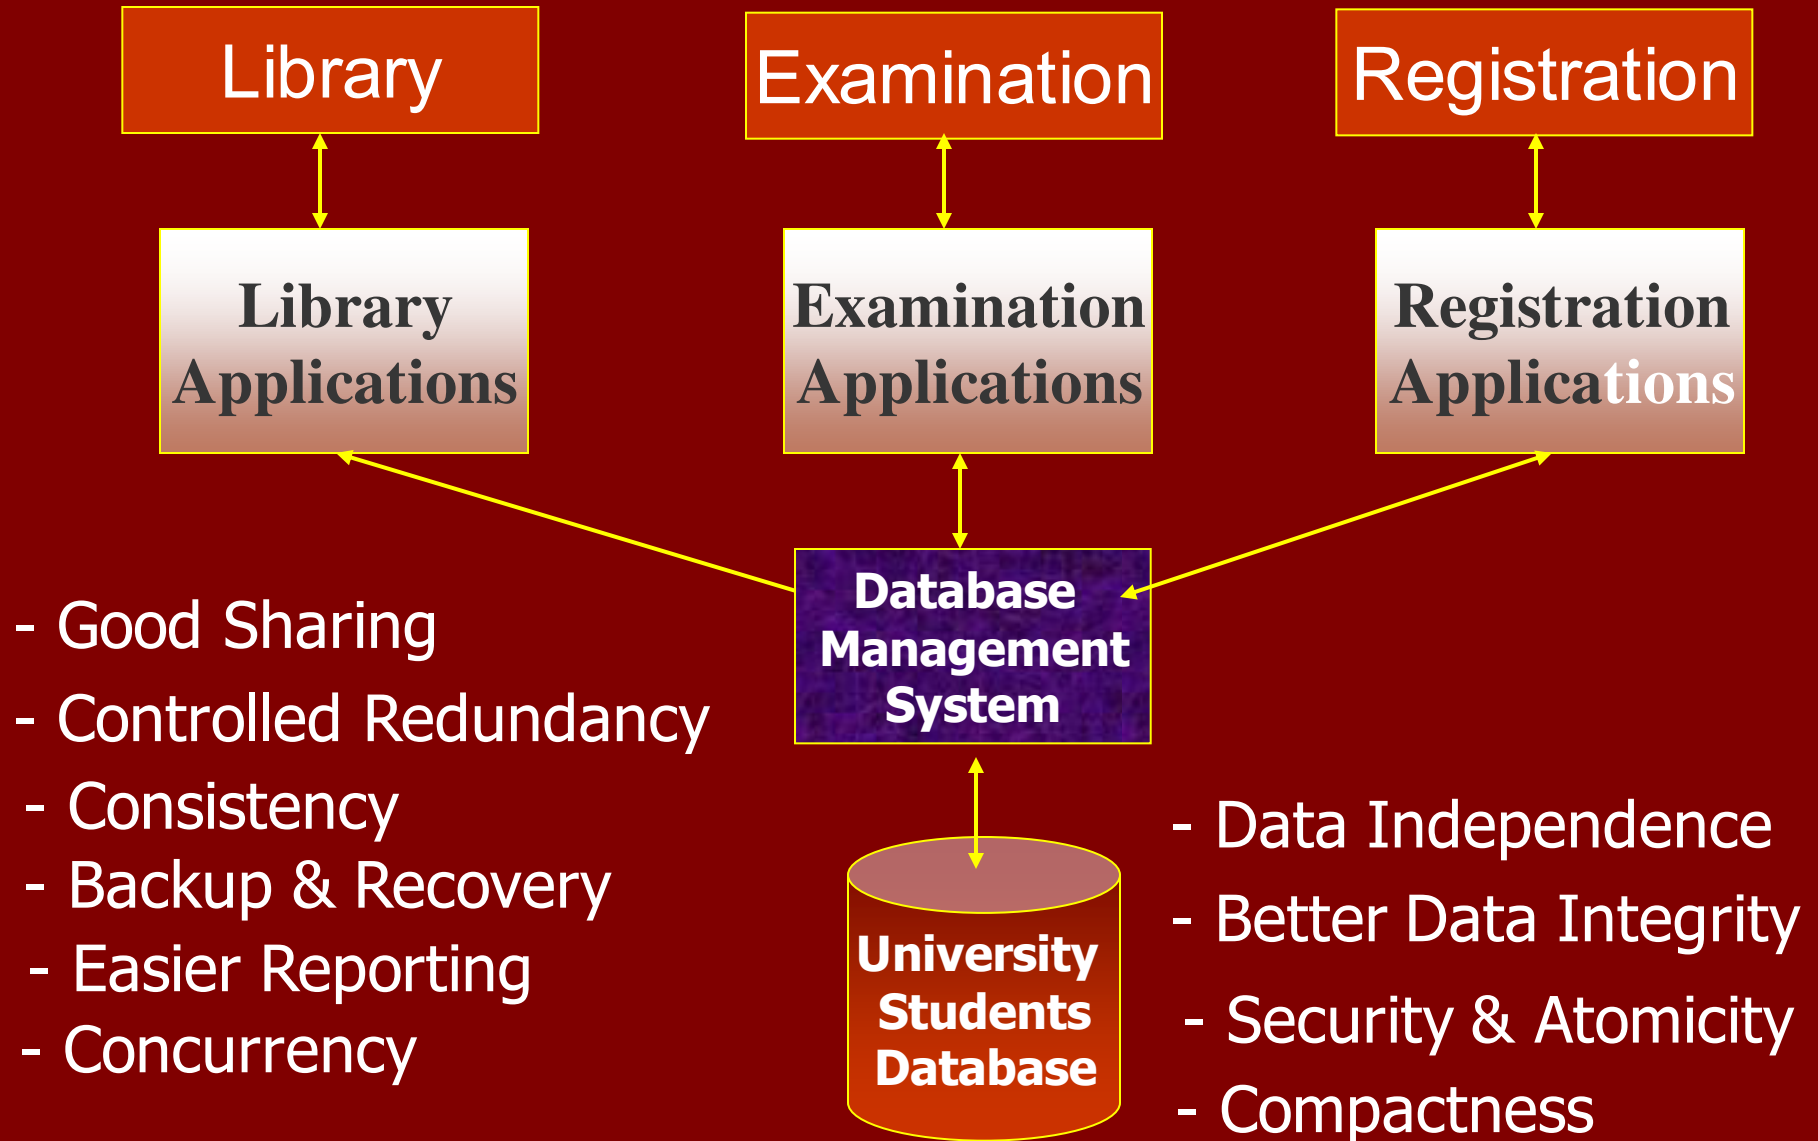 Library
Examination
Registration
Library
Applications
Examination
Applications
Registration
Applications
Database
Management
System
- Good Sharing
- Controlled Redundancy
- Consistency
- Backup & Recovery
- Easier Reporting
- Concurrency
University
Students
Database
- Data Independence
- Better Data Integrity
- Security & Atomicity
- Compactness